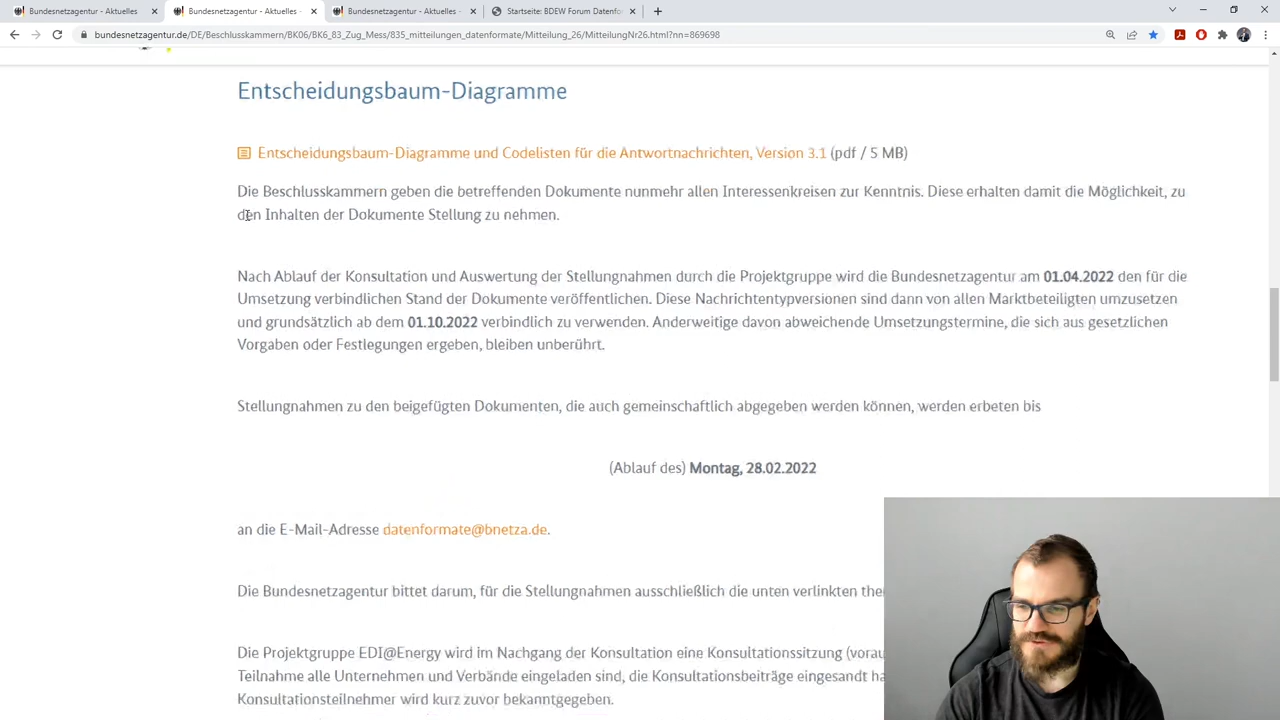 Bundesnetzagentur - Aktuelles
Bundesnetzagentur - Aktuelles -
Bundesnetzagentur - Aktuelles -
Startseite: BDEW Forum Datenfo
bundesnetzagentur.de/DE/Beschlusskammern/BK06/BK6_83_Zug_Mess/835_mitteilungen_datenformate/Mitteilung_26/MitteilungNr26.html?nn=869698
Entscheidungsbaum-Diagramme
Entscheidungsbaum-Diagramme und Codelisten für die Antwortnachrichten, Version 3.1 (pdf / 5 MB)
Die Beschlusskammern geben die betreffenden Dokumente nunmehr allen Interessenkreisen zur Kenntnis. Diese erhalten damit die Möglichkeit, zu
den Inhalten der Dokumente Stellung zu nehmen.
Nach Ablauf der Konsultation und Auswertung der Stellungnahmen durch die Projektgruppe wird die Bundesnetzagentur am 01.04.2022 den für die
Umsetzung verbindlichen Stand der Dokumente veröffentlichen. Diese Nachrichtentypversionen sind dann von allen Marktbeteiligten umzusetzen
und grundsätzlich ab dem 01.10.2022 verbindlich zu verwenden. Anderweitige davon abweichende Umsetzungstermine, die sich aus gesetzlichen
Vorgaben oder Festlegungen ergeben, bleiben unberührt.
Stellungnahmen zu den beigefügten Dokumenten, die auch gemeinschaftlich abgegeben werden können, werden erbeten bis
(Ablauf des) Montag, 28.02.2022
an die E-Mail-Adresse datenformate@bnetza.de.
Die Bundesnetzagentur bittet darum, für die Stellungnahmen ausschließlich die unten verlinkten the
Die Projektgruppe EDI@Energy wird im Nachgang der Konsultation eine Konsultationssitzung (vorau
Teilnahme alle Unternehmen und Verbände eingeladen sind, die Konsultationsbeiträge eingesandt ha
Konsultationsteilnehmer wird kurz zuvor bekanntgegeben.